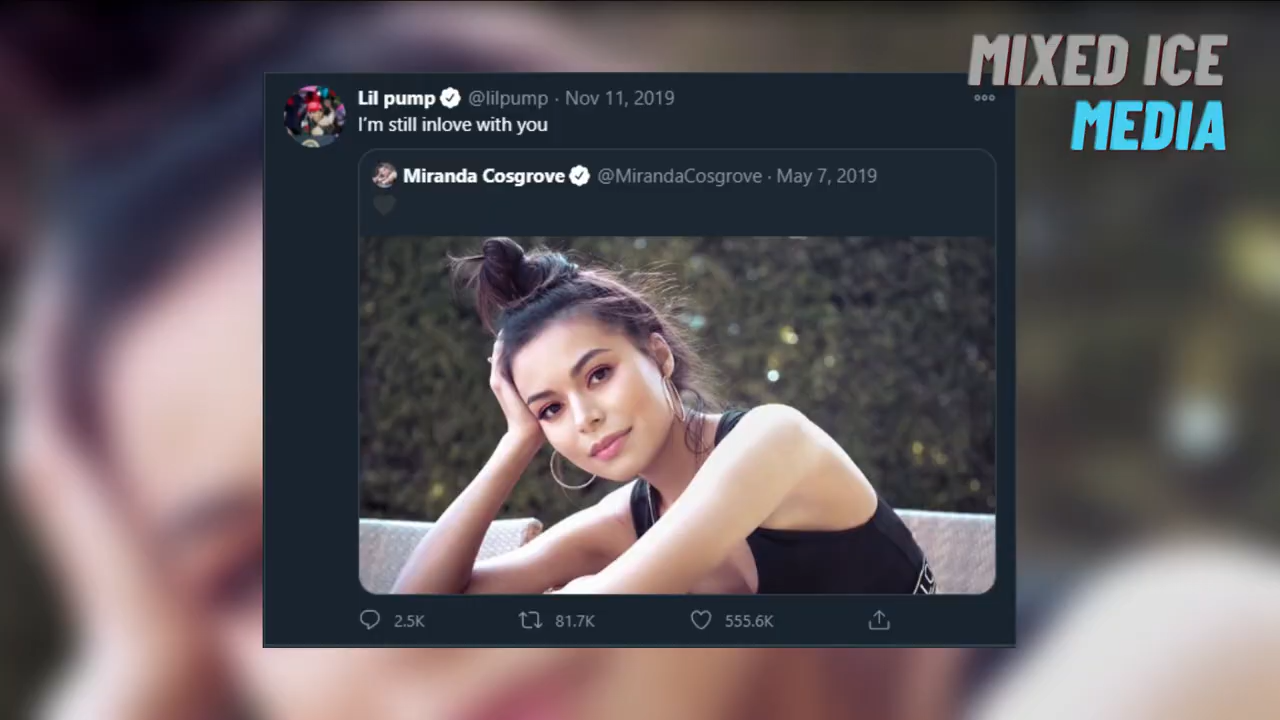 MIXED ICE
MEDIA
Lil pump @lilpump · Nov 11, 2019
I'm still inlove with you
Miranda Cosgrove @MirandaCosgrove · May 7, 2019
2.5K 81.7K 555.6K